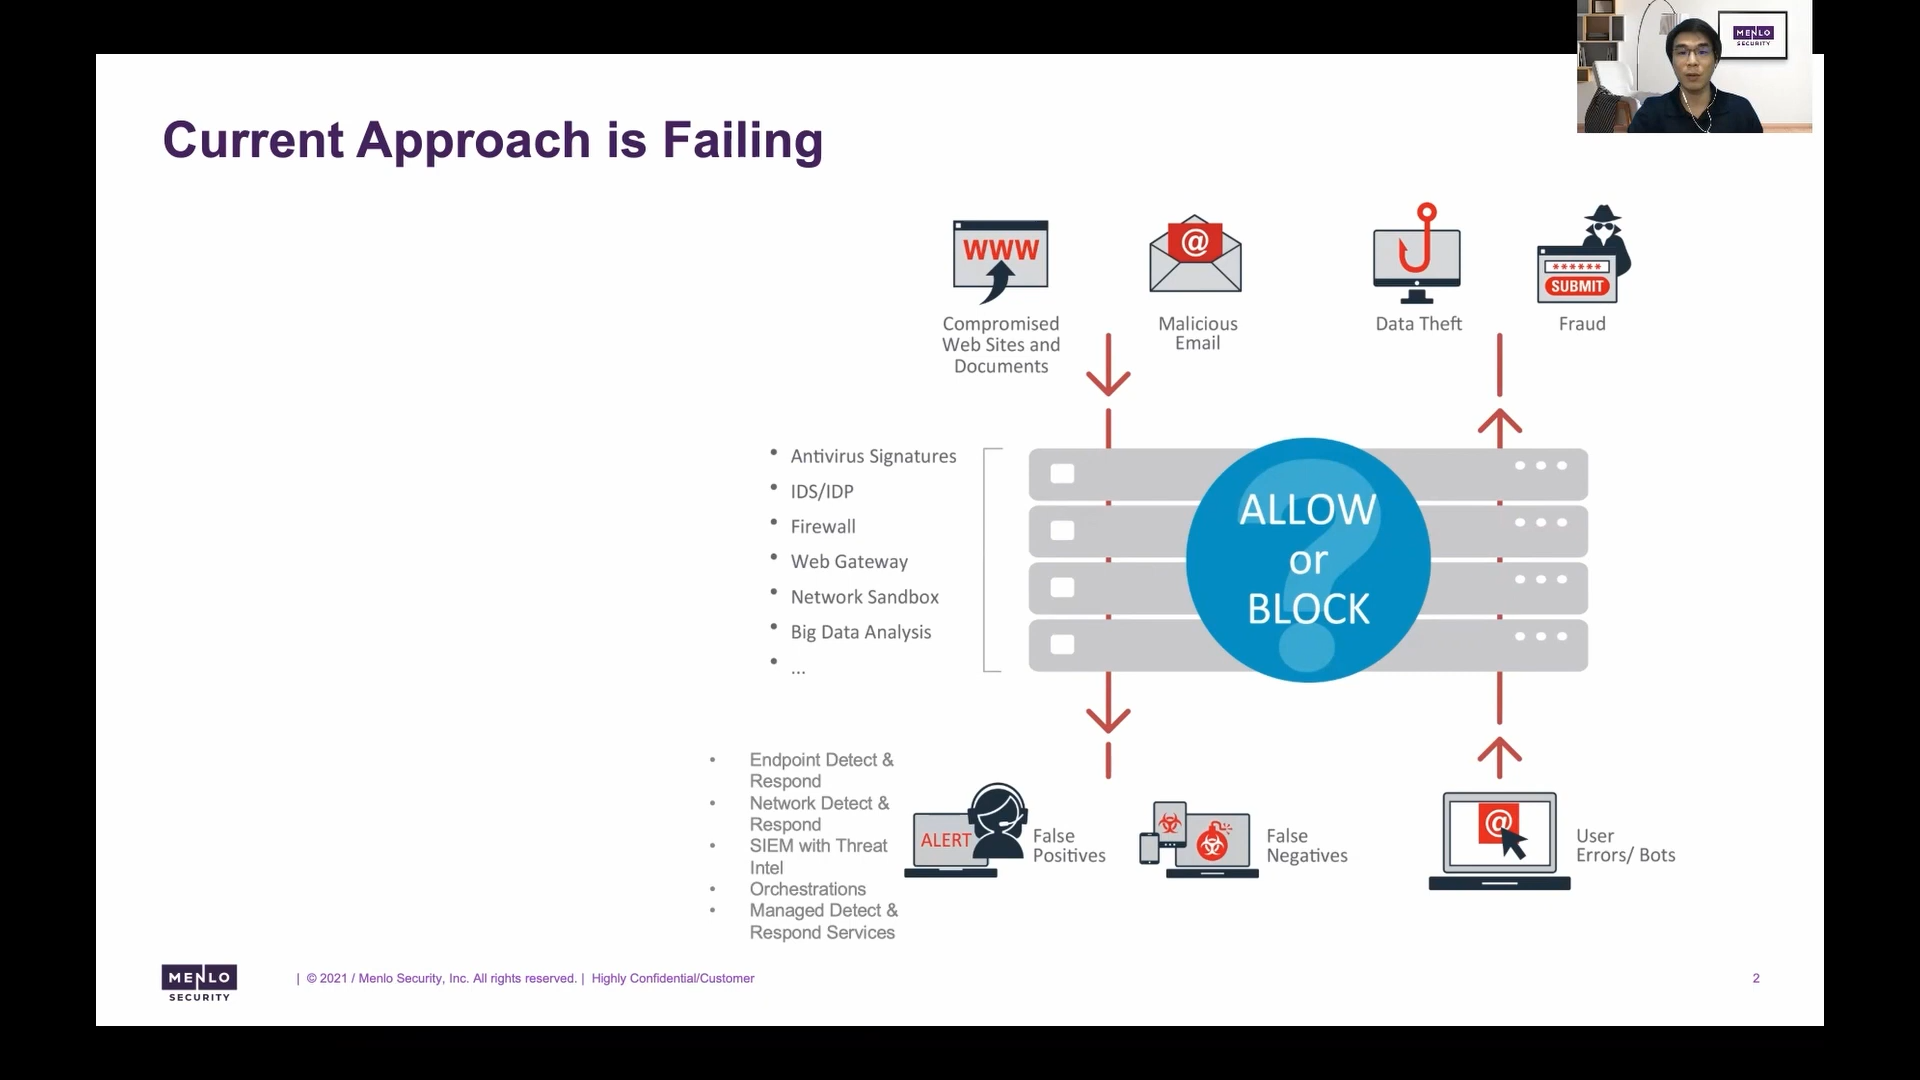 MENLO
SECURITY
Current Approach is Failing
WWW
@
******
SUBMIT
Compromised
Web Sites and
Documents
Malicious
Email
Data Theft
Fraud
• Antivirus Signatures
• IDS/IDP
• Firewall
• Web Gateway
• Network Sandbox
• Big Data Analysis
• ...
?
ALLOW
or
BLOCK
• Endpoint Detect &
Respond
• Network Detect &
Respond
• SIEM with Threat
Intel
• Orchestrations
• Managed Detect &
Respond Services
ALERT
False
Positives
False
Negatives
@
User
Errors/ Bots
MENLO
SECURITY
| © 2021 / Menlo Security, Inc. All rights reserved. | Highly Confidential/Customer
2